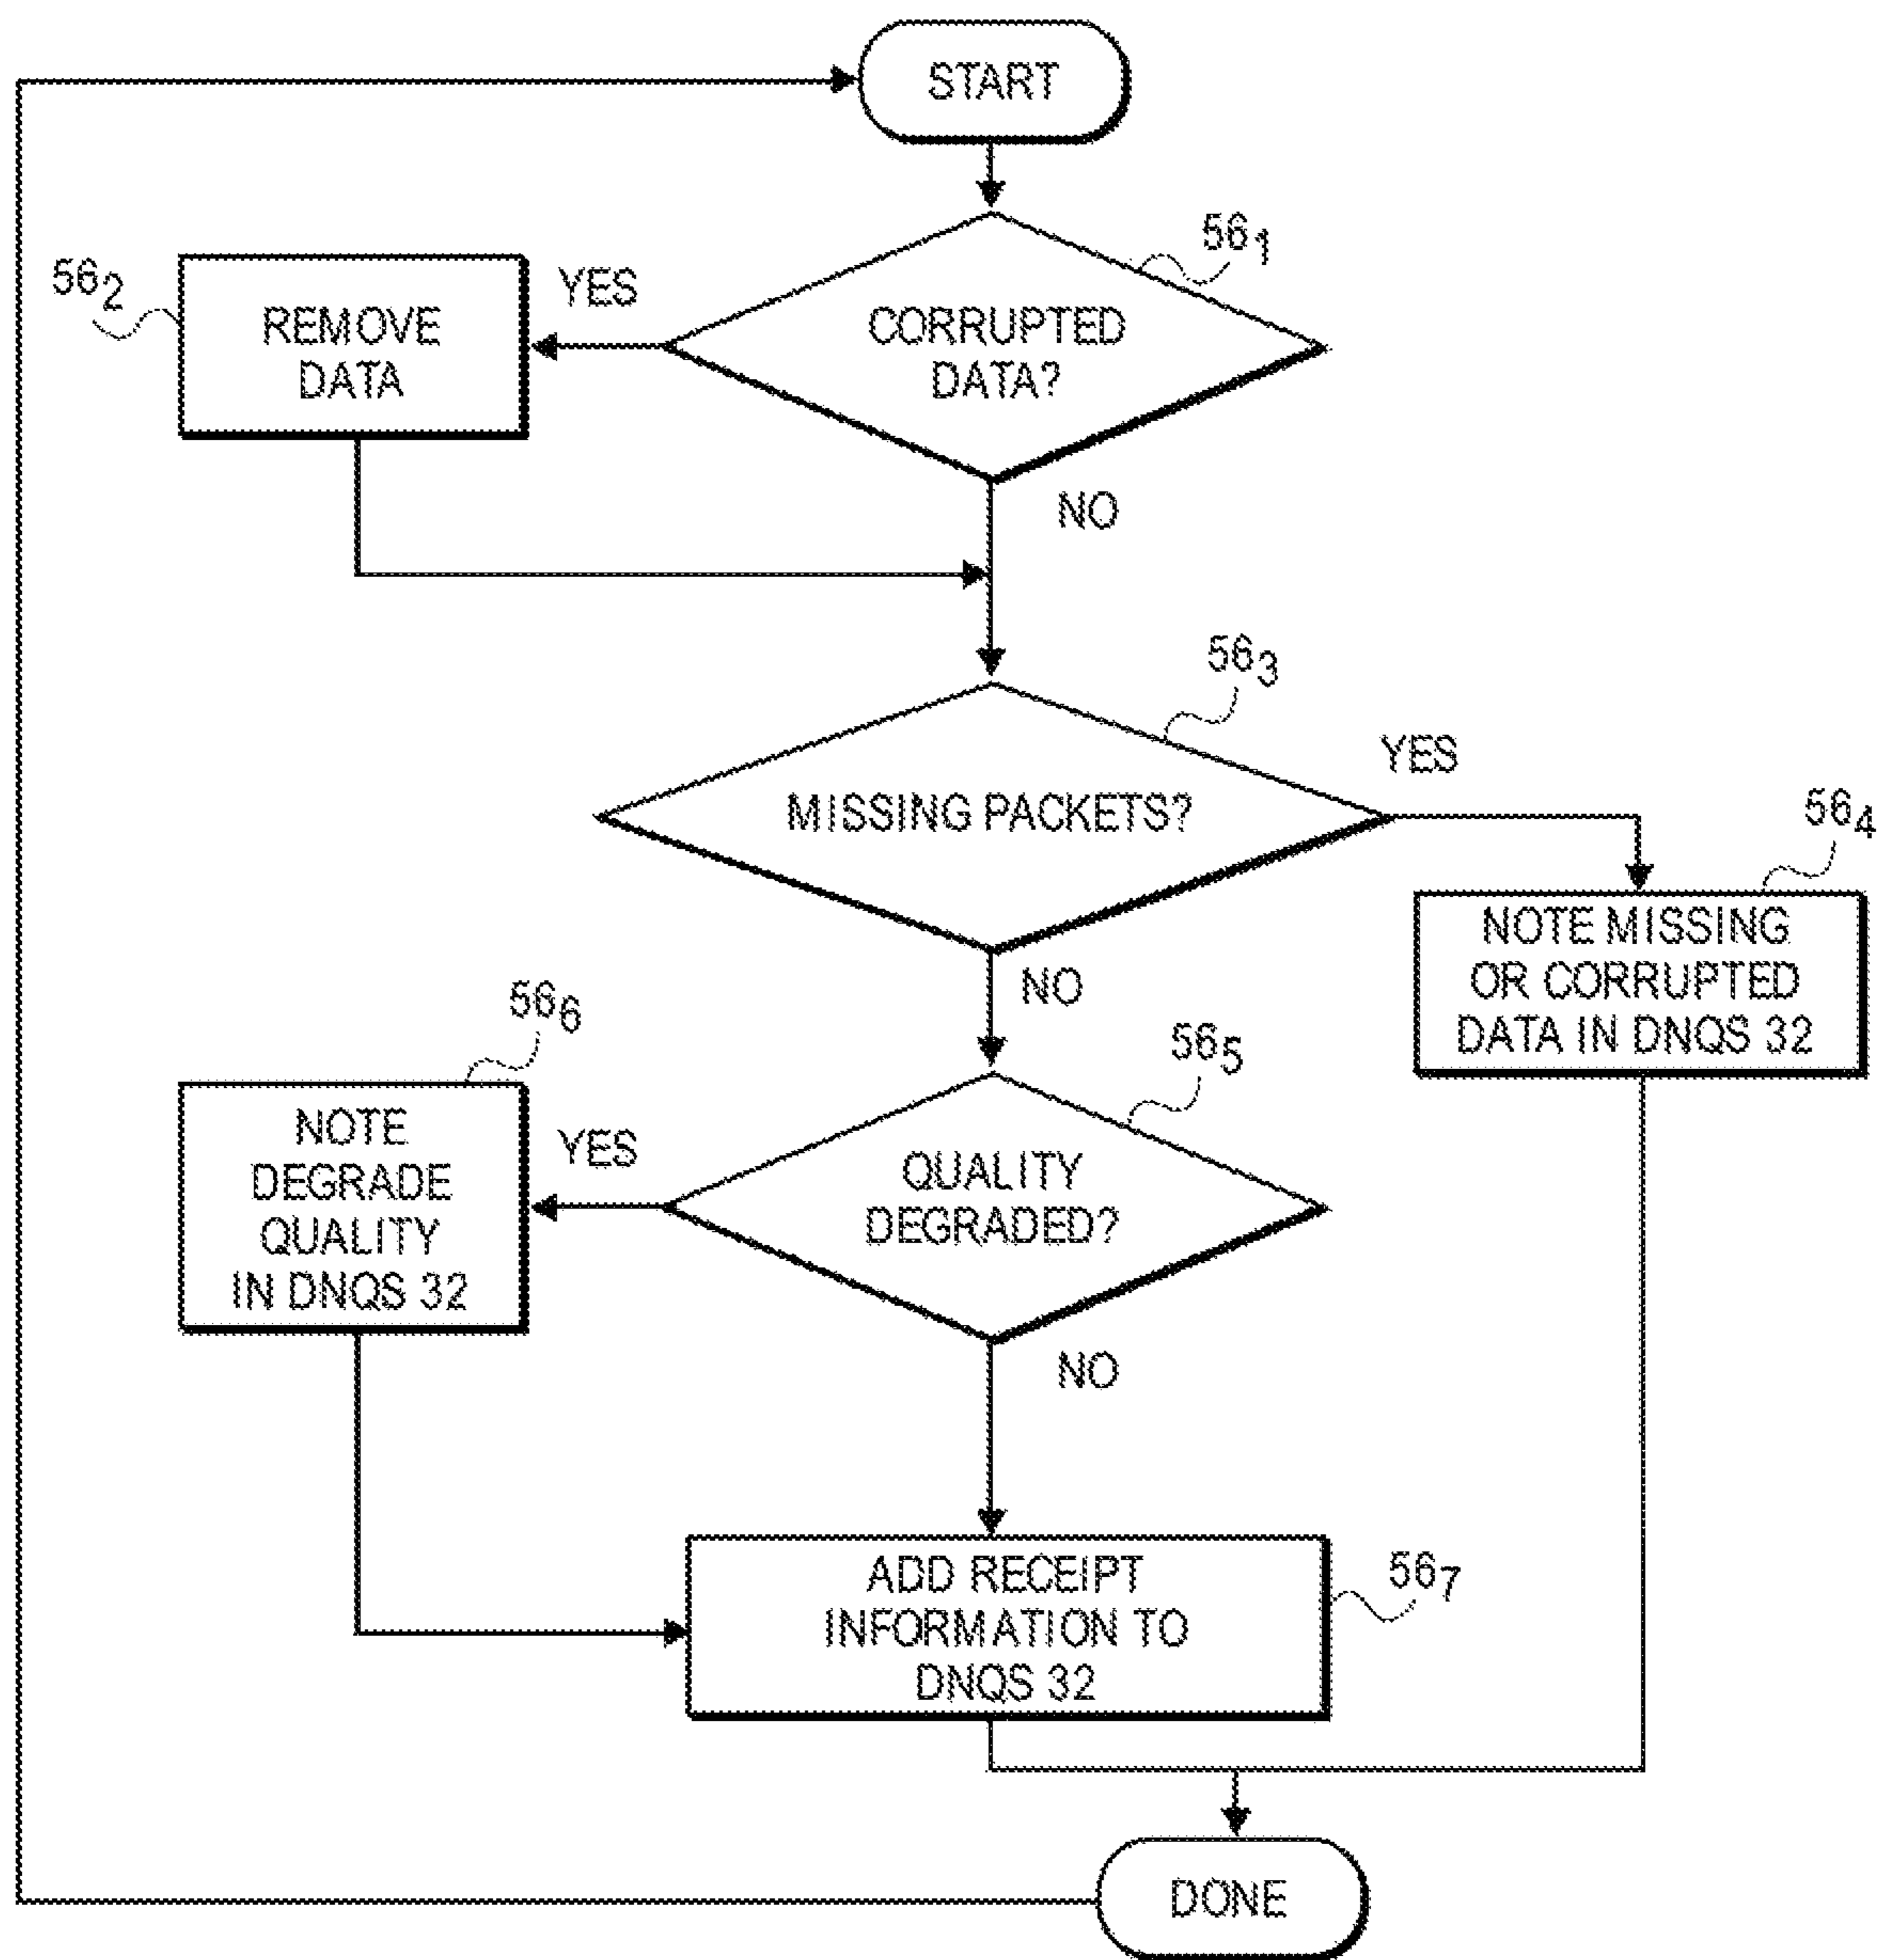 START
56₁
CORRUPTED
DATA?
YES
56₂
REMOVE
DATA
NO
56₃
MISSING PACKETS?
YES
56₄
NOTE MISSING
OR CORRUPTED
DATA IN DNQS 32
NO
56₅
QUALITY
DEGRADED?
YES
56₆
NOTE
DEGRADE
QUALITY
IN DNQS 32
NO
56₇
ADD RECEIPT
INFORMATION TO
DNQS 32
DONE